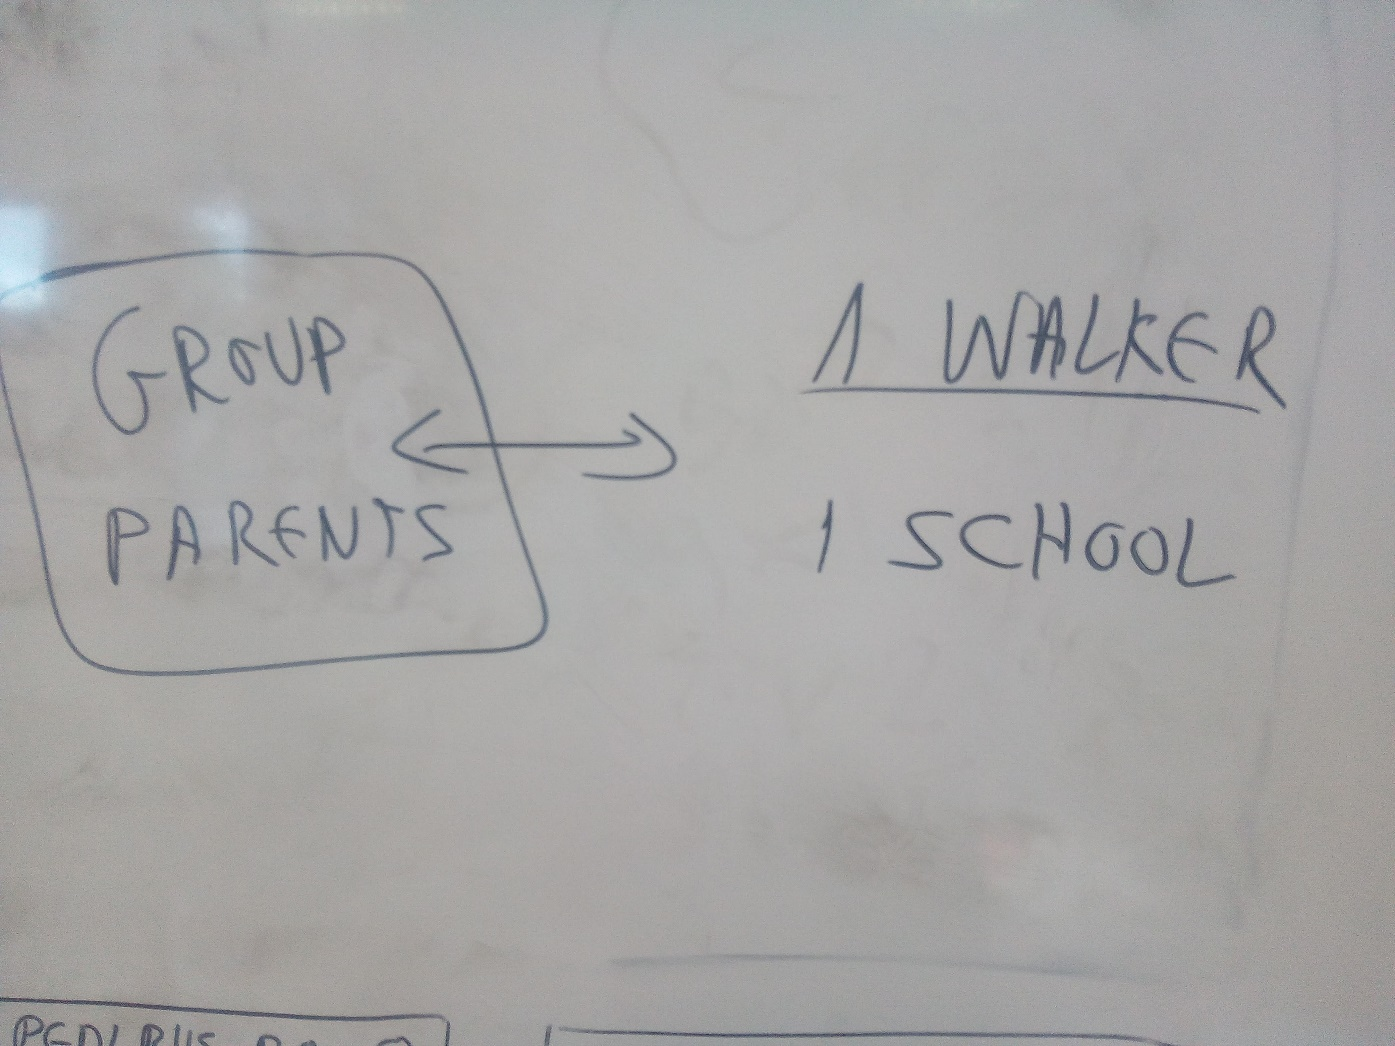 GROUP
PARENTS
1 WALKER
1 SCHOOL